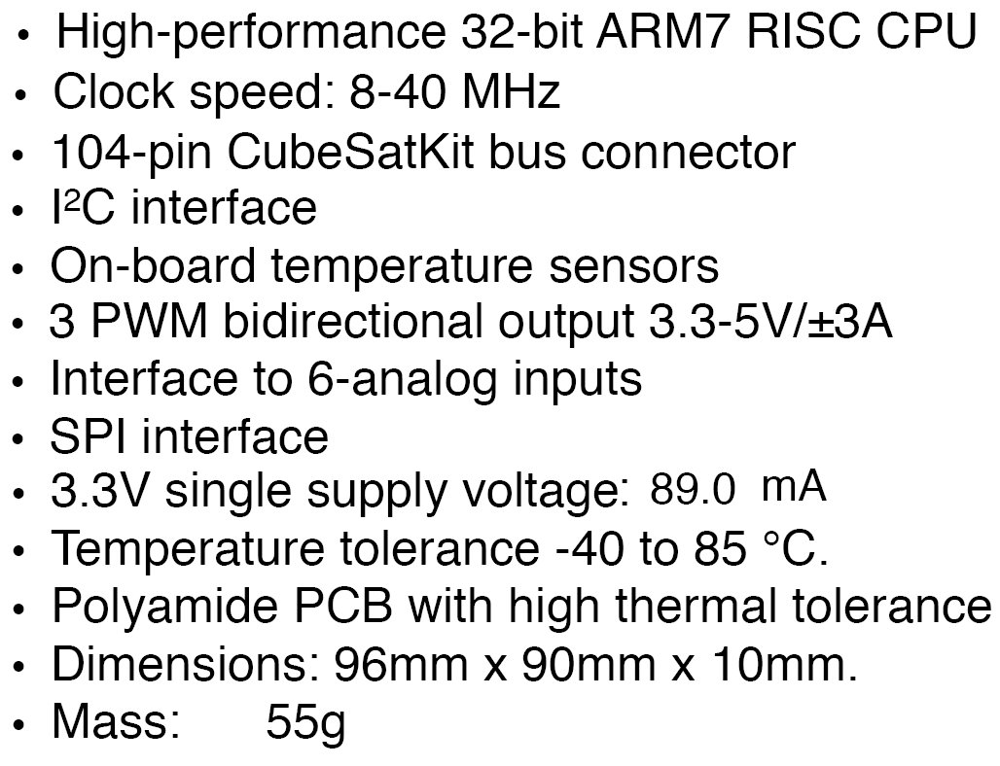 • High-performance 32-bit ARM7 RISC CPU
• Clock speed: 8-40 MHz
• 104-pin CubeSatKit bus connector
• I²C interface
• On-board temperature sensors
• 3 PWM bidirectional output 3.3-5V/±3A
• Interface to 6-analog inputs
• SPI interface
• 3.3V single supply voltage: 89.0 mA
• Temperature tolerance -40 to 85 °C.
• Polyamide PCB with high thermal tolerance
• Dimensions: 96mm x 90mm x 10mm.
• Mass: 55g